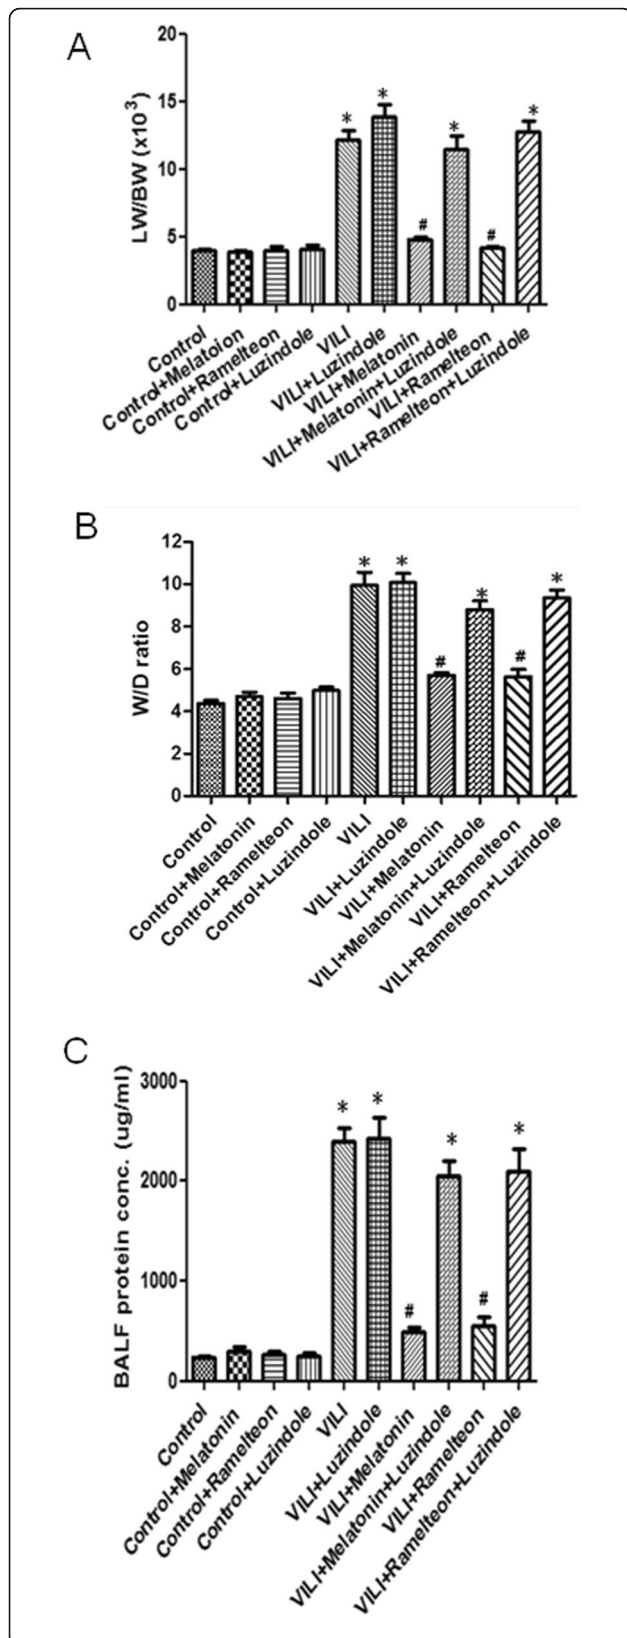 A
LW/BW (x10³)
20
15
10
5
0
* * # * # *
Control
Control+Melatoion
Control+Ramelteon
Control+Luzindole
VILI
VILI+Luzindole
VILI+Melatonin
VILI+Melatonin+Luzindole
VILI+Ramelteon
VILI+Ramelteon+Luzindole
B
W/D ratio
12
10
8
6
4
2
0
* * # * # *
Control
Control+Melatonin
Control+Ramelteon
Control+Luzindole
VILI
VILI+Luzindole
VILI+Melatonin
VILI+Melatonin+Luzindole
VILI+Ramelteon
VILI+Ramelteon+Luzindole
C
BALF protein conc. (ug/ml)
3000
2000
1000
0
* * # * # *
Control
Control+Melatonin
Control+Ramelteon
Control+Luzindole
VILI
VILI+Luzindole
VILI+Melatonin
VILI+Melatonin+Luzindole
VILI+Ramelteon
VILI+Ramelteon+Luzindole